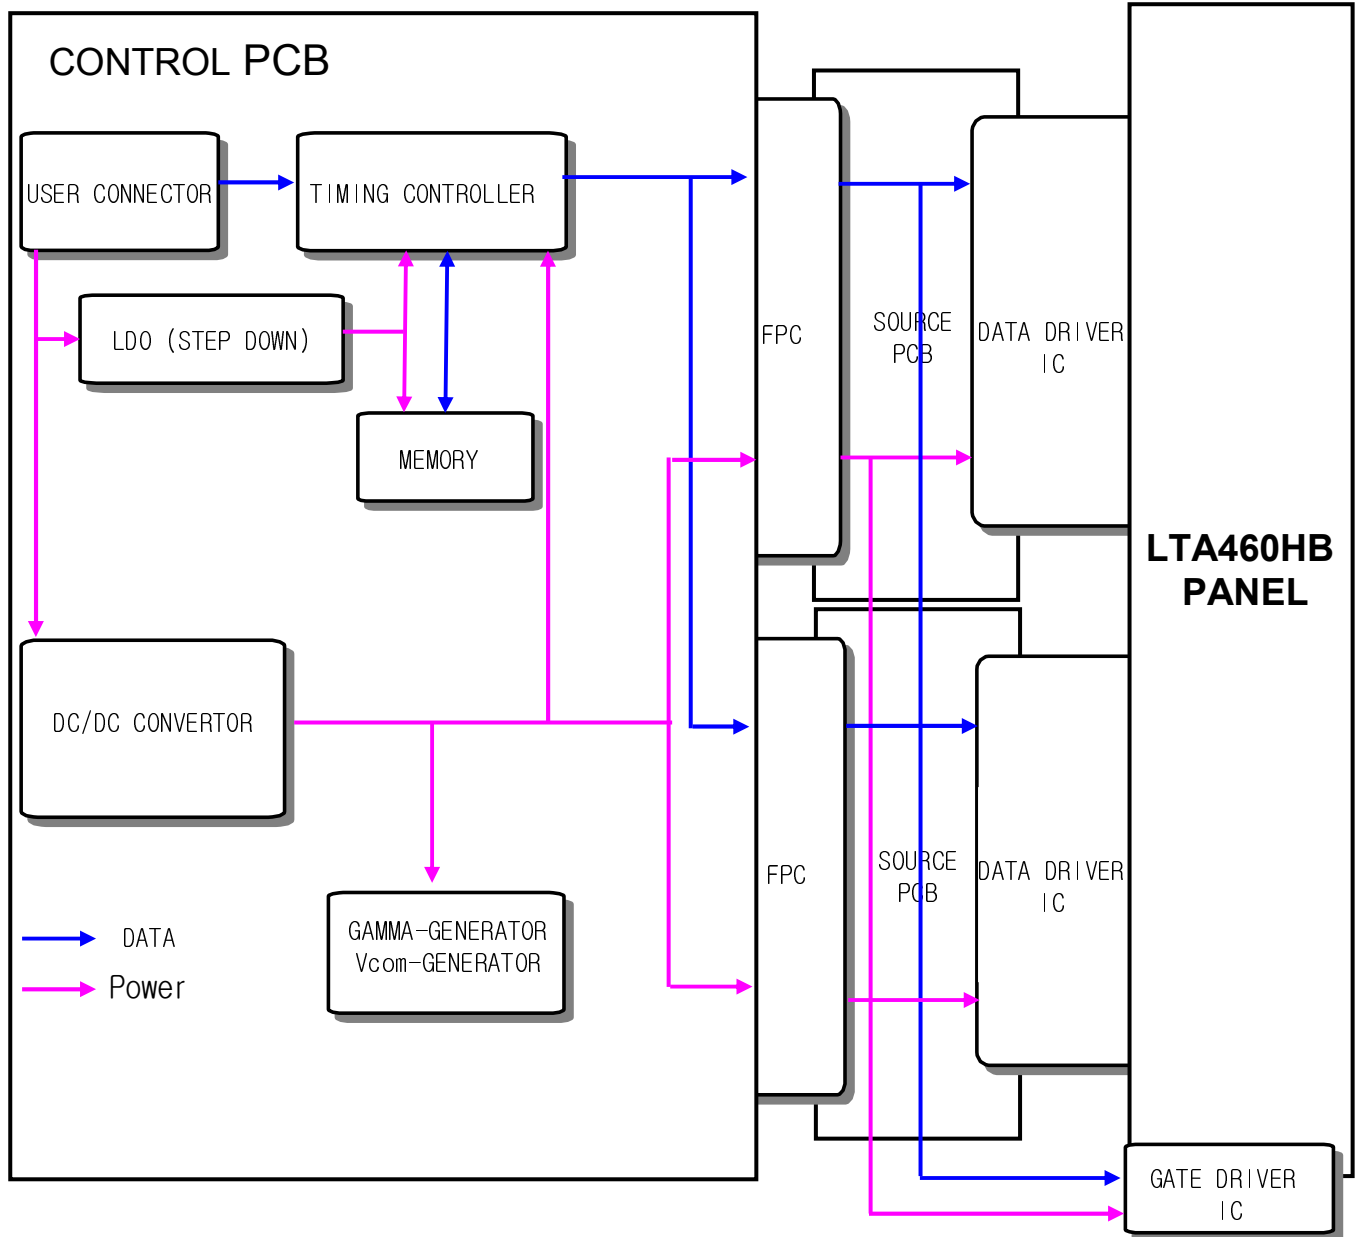 CONTROL PCB
USER CONNECTOR
TIMING CONTROLLER
LDO (STEP DOWN)
MEMORY
FPC
SOURCE
PCB
DATA DRIVER
IC
LTA460HB
PANEL
DC/DC CONVERTOR
FPC
SOURCE
PCB
DATA DRIVER
IC
GAMMA-GENERATOR
Vcom-GENERATOR
DATA
Power
GATE DRIVER
IC